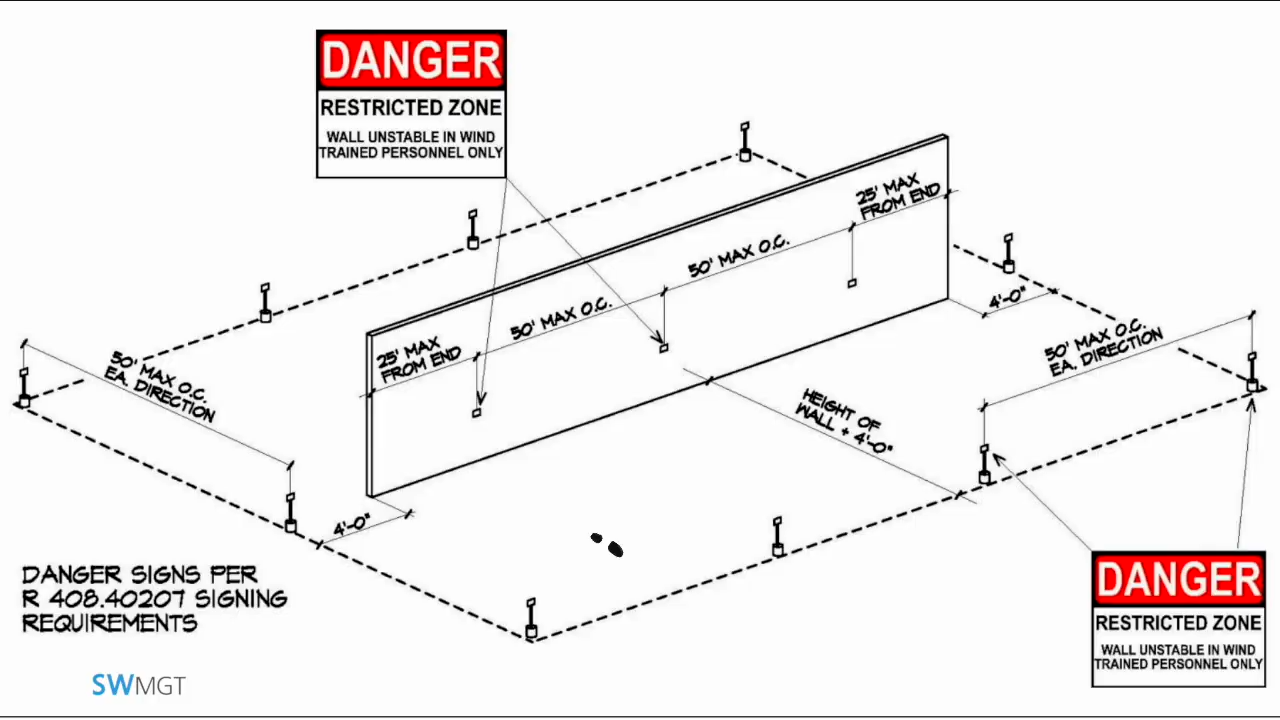 DANGER
RESTRICTED ZONE
WALL UNSTABLE IN WIND
TRAINED PERSONNEL ONLY
25' MAX
FROM END
50' MAX O.C.
50' MAX O.C.
25' MAX
FROM END
4'-0"
50' MAX O.C.
EA. DIRECTION
50' MAX O.C.
EA. DIRECTION
HEIGHT OF
WALL + 4'-0"
4'-0"
DANGER SIGNS PER
R 408.40207 SIGNING
REQUIREMENTS
DANGER
RESTRICTED ZONE
WALL UNSTABLE IN WIND
TRAINED PERSONNEL ONLY
SWMGT